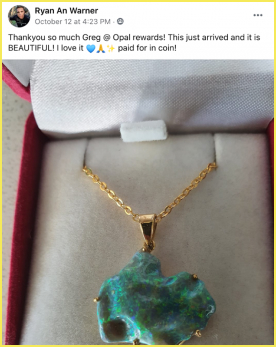 Ryan An Warner
October 12 at 4:23 PM ·
Thankyou so much Greg @ Opal rewards! This just arrived and it is
BEAUTIFUL! I love it 💙🙏✨ paid for in coin!